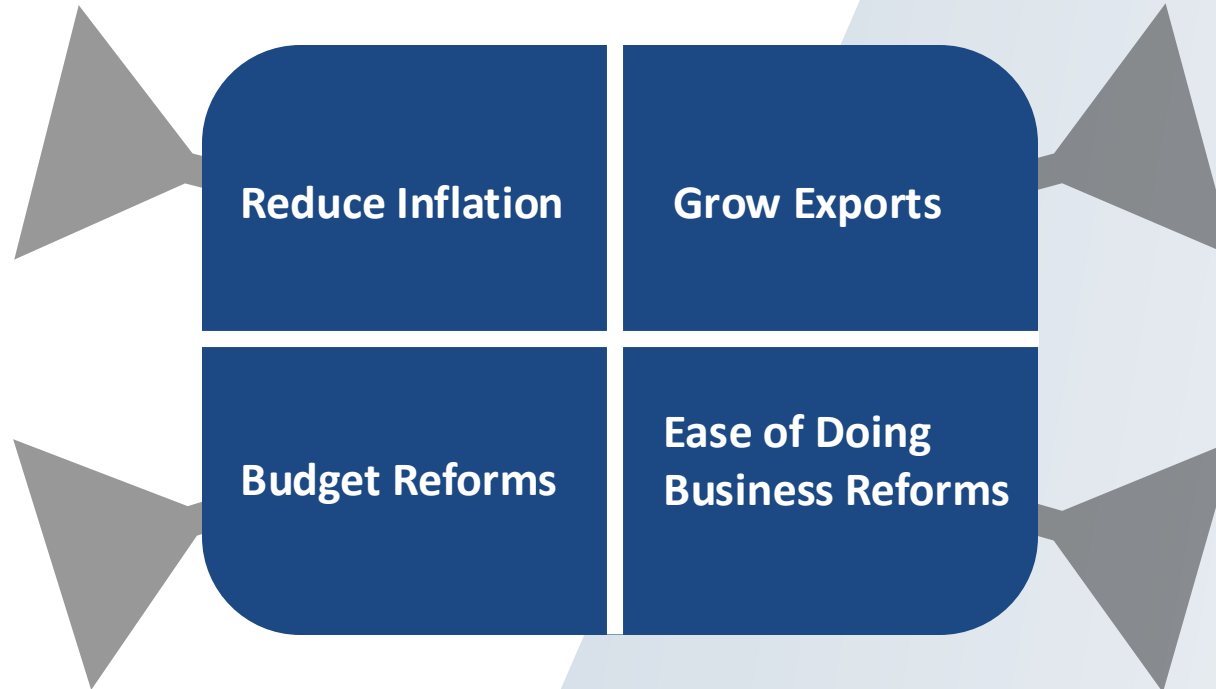 Reduce Inflation
Grow Exports
Budget Reforms
Ease of Doing
Business Reforms